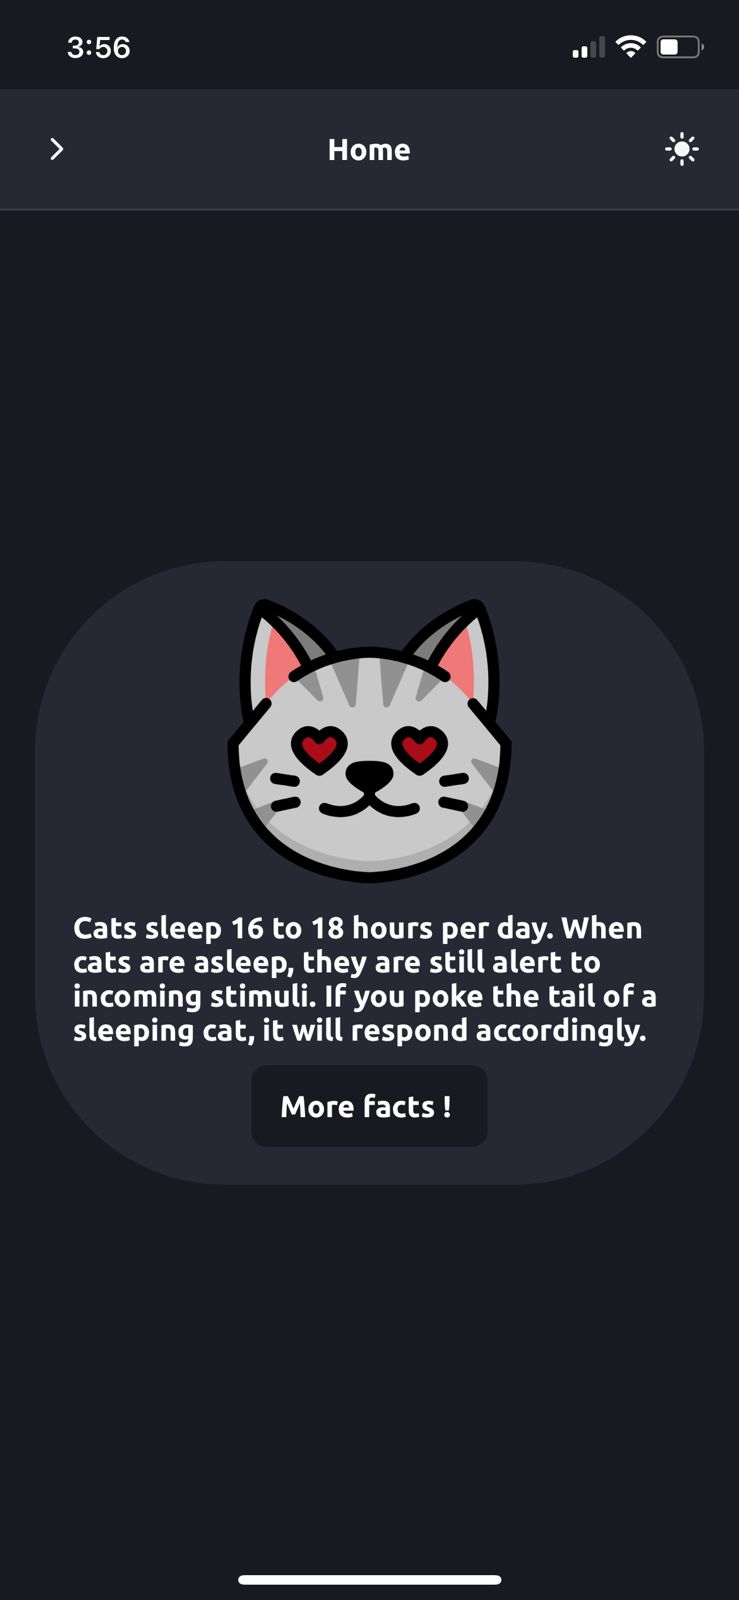 3:56
Home
Cats sleep 16 to 18 hours per day. When
cats are asleep, they are still alert to
incoming stimuli. If you poke the tail of a
sleeping cat, it will respond accordingly.
More facts !